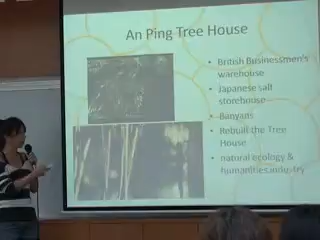 An Ping Tree House
• British Businessmen's
warehouse
• Japanese salt
storehouse
• Banyans
• Rebuilt the Tree
House
• natural ecology &
humanities industry